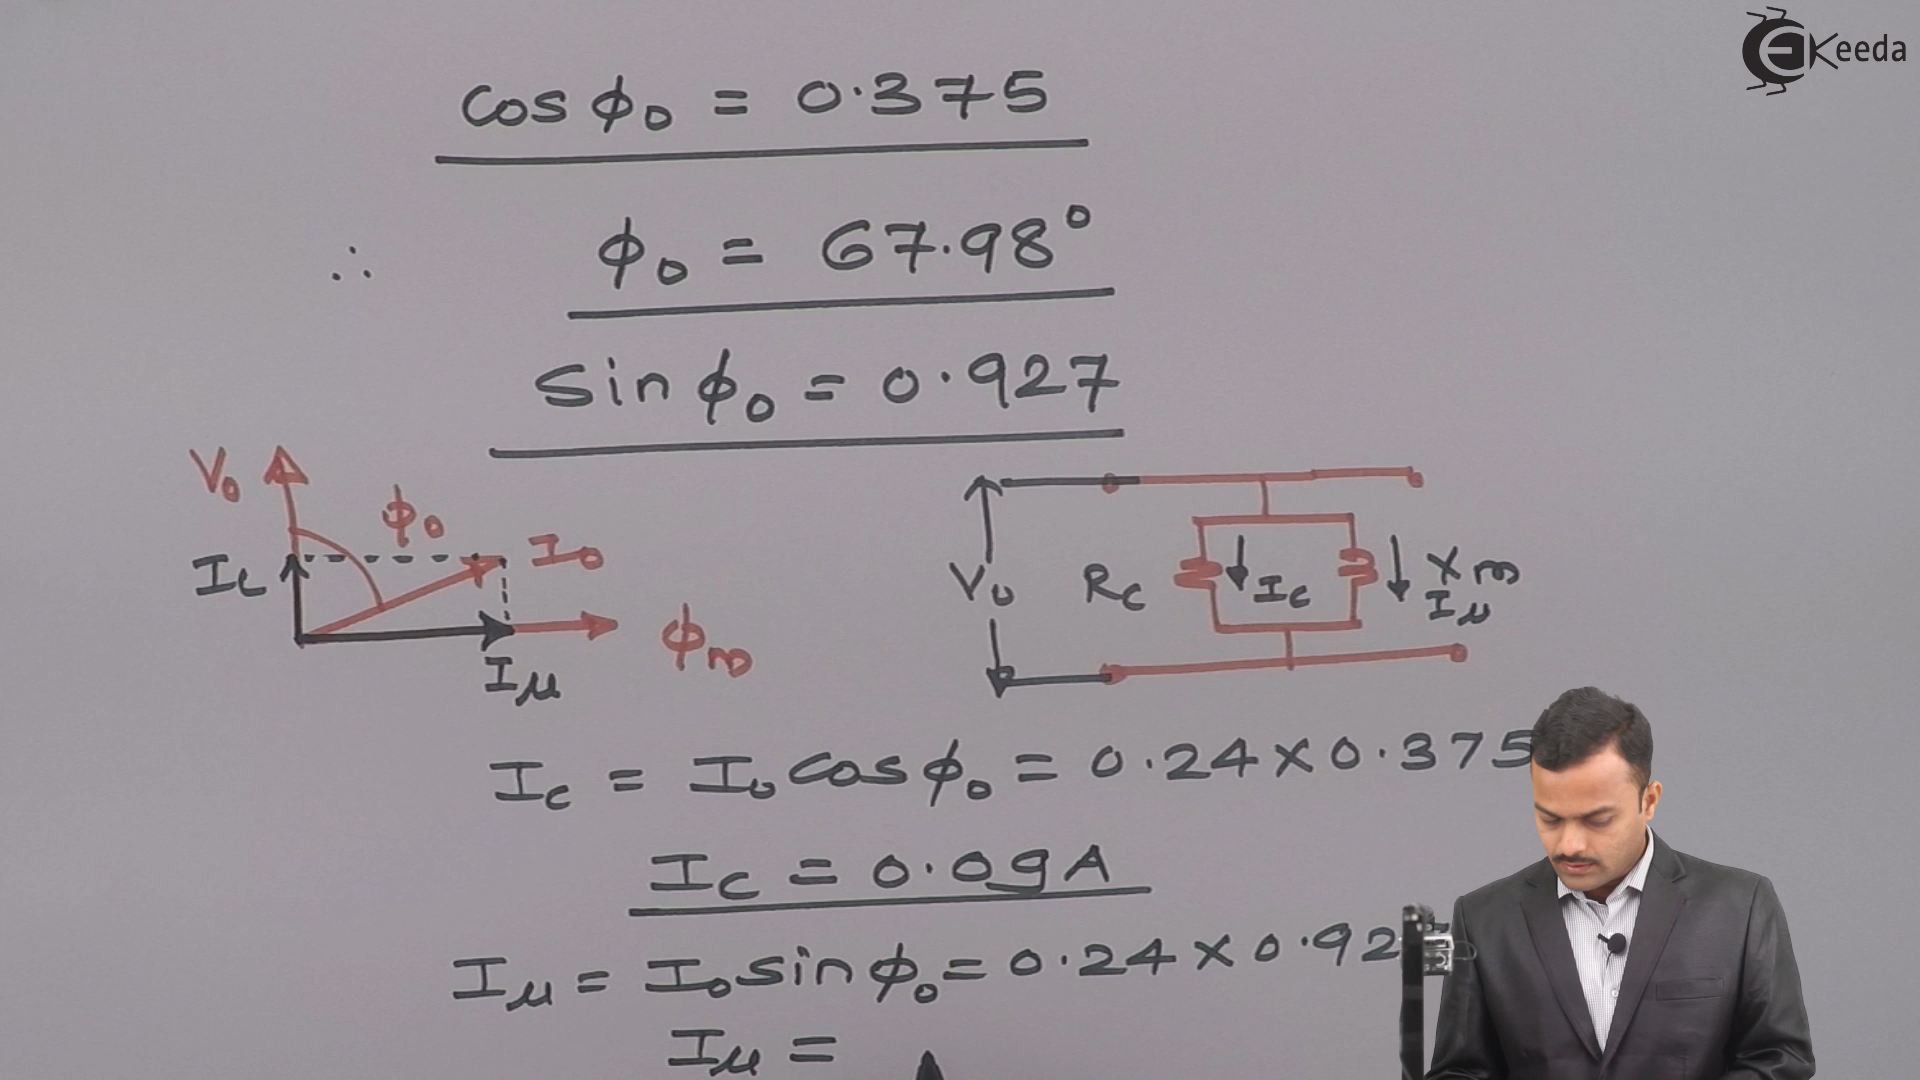 EKeeda
cos ϕ₀ = 0.375
∴ ϕ₀ = 67.98°
sin ϕ₀ = 0.927
V₀
ϕ₀
I₀
Ic
ϕm
Iμ
V₀
Rc
Ic
Xm
Iμ
Ic = I₀ cos ϕ₀ = 0.24 × 0.375
Ic = 0.09A
Iμ = I₀ sin ϕ₀ = 0.24 × 0.92
Iμ =